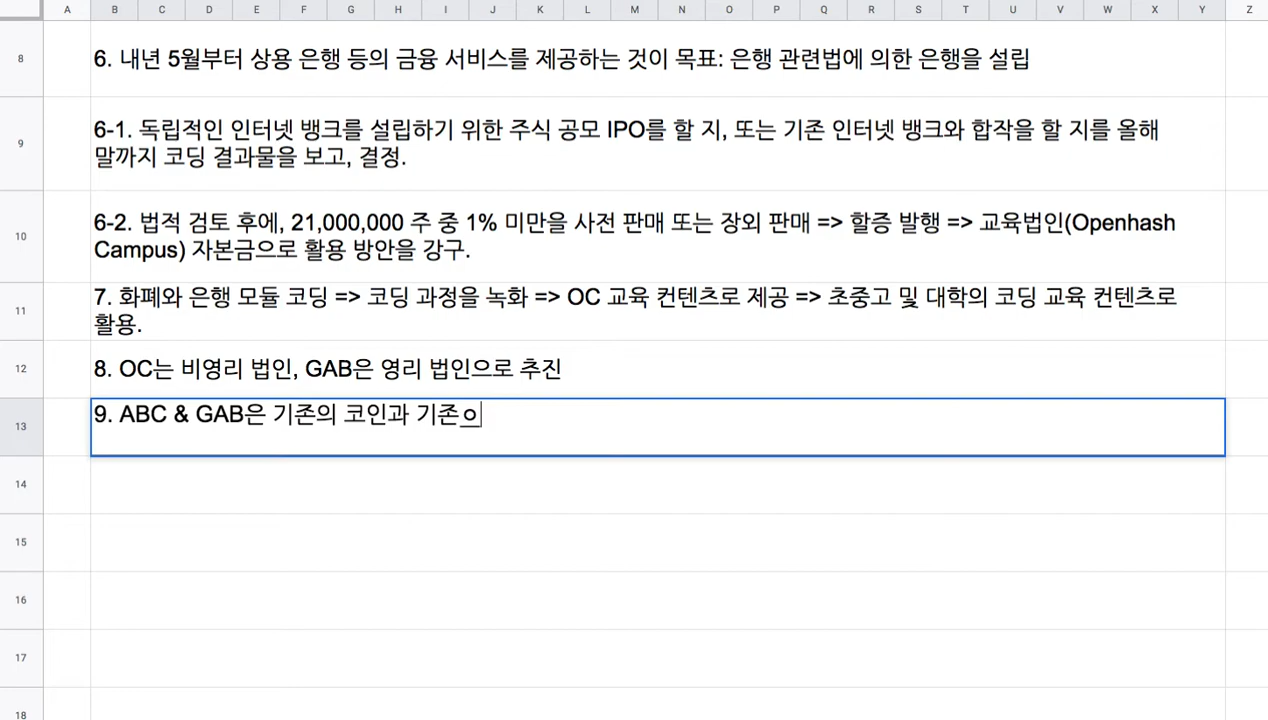 A B C D E F G H I J K L M N O P Q R S T U V W X Y Z
8 6. 내년 5월부터 상용 은행 등의 금융 서비스를 제공하는 것이 목표: 은행 관련법에 의한 은행을 설립
9 6-1. 독립적인 인터넷 뱅크를 설립하기 위한 주식 공모 IPO를 할 지, 또는 기존 인터넷 뱅크와 합작을 할 지를 올해
말까지 코딩 결과물을 보고, 결정.
10 6-2. 법적 검토 후에, 21,000,000 주 중 1% 미만을 사전 판매 또는 장외 판매 => 할증 발행 => 교육법인(Openhash
Campus) 자본금으로 활용 방안을 강구.
11 7. 화폐와 은행 모듈 코딩 => 코딩 과정을 녹화 => OC 교육 컨텐츠로 제공 => 초중고 및 대학의 코딩 교육 컨텐츠로
활용.
12 8. OC는 비영리 법인, GAB은 영리 법인으로 추진
13 9. ABC & GAB은 기존의 코인과 기존ㅇ
14
15
16
17
18